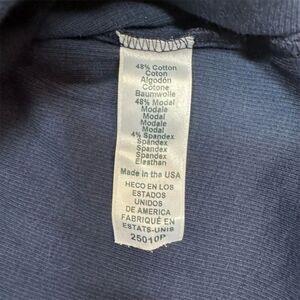 48% Cotton
Coton
Algodón
Cotone
Baumwolle
48% Modal
Modale
Modal
Modale
Modal
4% Spandex
Spandex
Spandex
Spandex
Elasthan
Made in the USA
HECO EN LOS
ESTADOS
UNIDOS
DE AMERICA
FABRIQUÉ EN
ESTATS-UNIS
25010P